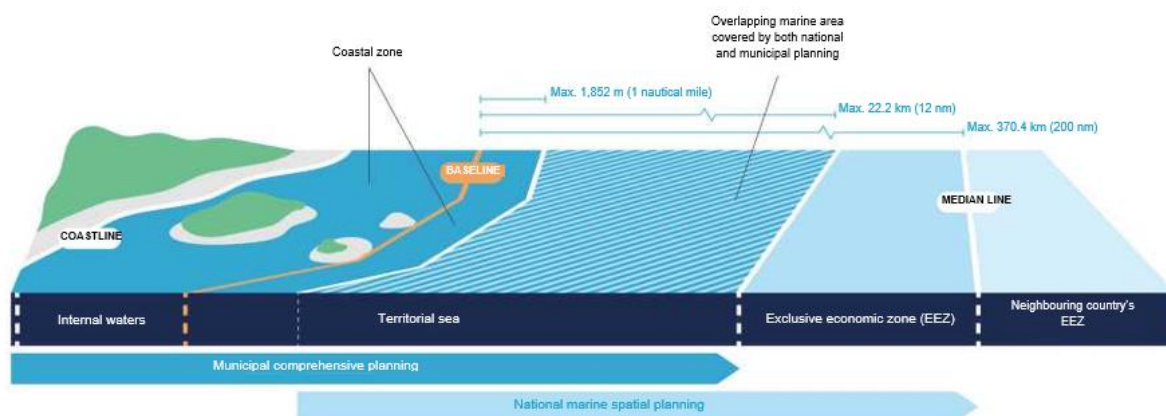 Overlapping marine area
covered by both national
and municipal planning
Coastal zone
Max. 1,852 m (1 nautical mile)
Max. 22.2 km (12 nm)
Max. 370.4 km (200 nm)
BASELINE
MEDIAN LINE
COASTLINE
Internal waters
Territorial sea
Exclusive economic zone (EEZ)
Neighbouring country's
EEZ
Municipal comprehensive planning
National marine spatial planning